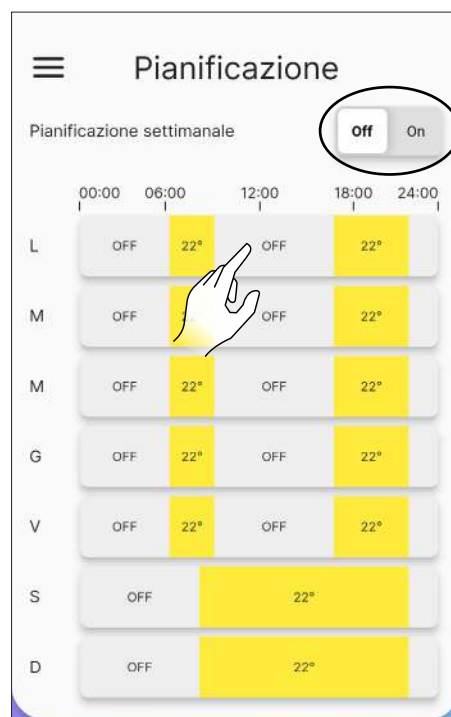 Pianificazione
Pianificazione settimanale Off On
00:00 06:00 12:00 18:00 24:00
L OFF 22° OFF 22°
M OFF OFF 22°
M OFF 22° OFF 22°
G OFF 22° OFF 22°
V OFF 22° OFF 22°
S OFF 22°
D OFF 22°